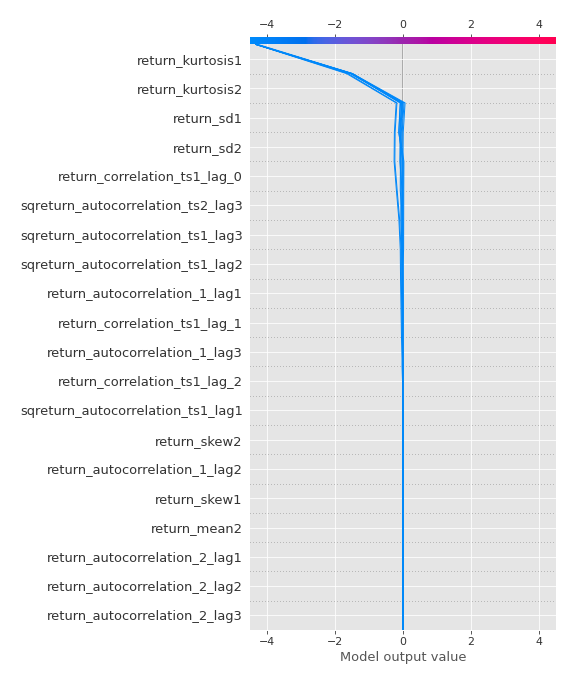 −4 −2 0 2 4
return_kurtosis1
return_kurtosis2
return_sd1
return_sd2
return_correlation_ts1_lag_0
sqreturn_autocorrelation_ts2_lag3
sqreturn_autocorrelation_ts1_lag3
sqreturn_autocorrelation_ts1_lag2
return_autocorrelation_1_lag1
return_correlation_ts1_lag_1
return_autocorrelation_1_lag3
return_correlation_ts1_lag_2
sqreturn_autocorrelation_ts1_lag1
return_skew2
return_autocorrelation_1_lag2
return_skew1
return_mean2
return_autocorrelation_2_lag1
return_autocorrelation_2_lag2
return_autocorrelation_2_lag3
−4 −2 0 2 4
Model output value